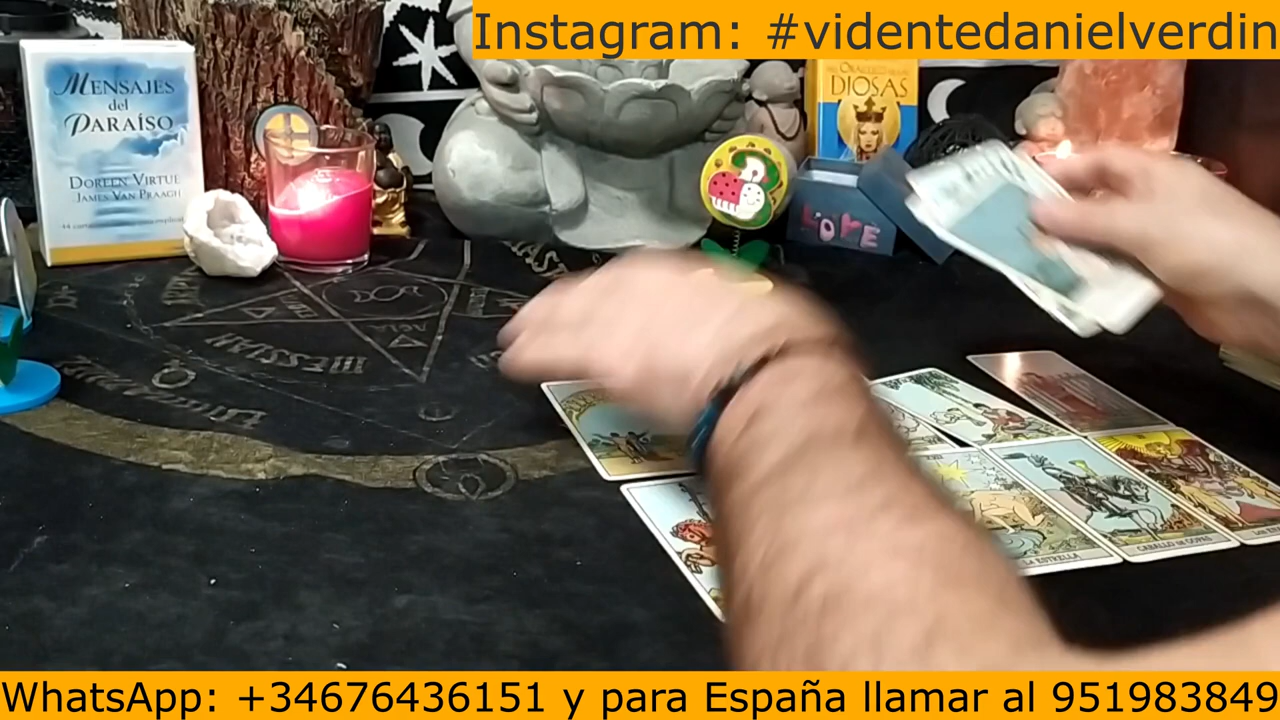 Instagram: #videntedanielverdin
MENSAJES
del
PARAÍSO
DOREEN VIRTUE
JAMES VAN PRAAGH
DIOSAS
LOVE
MESSIAH
LA ESTRELLA
CABALLO DE COPAS
WhatsApp: +34676436151 y para España llamar al 951983849